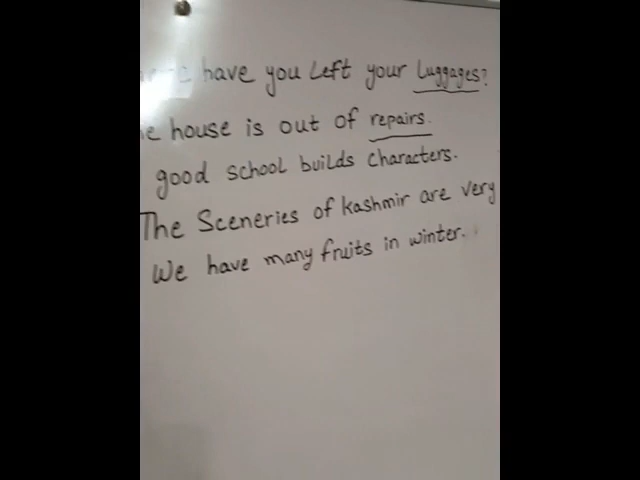 have you Left your Luggages?
house is out of repairs.
good school builds characters.
The Sceneries of Kashmir are very
We have many fruits in winter.